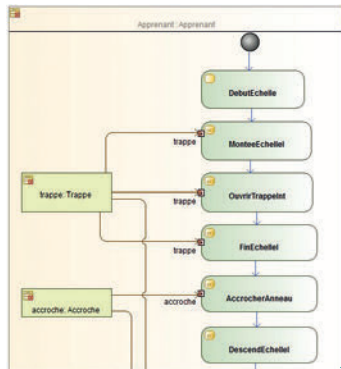 Apprenant : Apprenant
DebutEchelle
MonteeEchelleI
trappe
trappe: Trappe
OuvrirTrappeInt
trappe
FinEchelleI
trappe
accroche: Accroche
AccrocherAnneau
accroche
DescendEchelleI